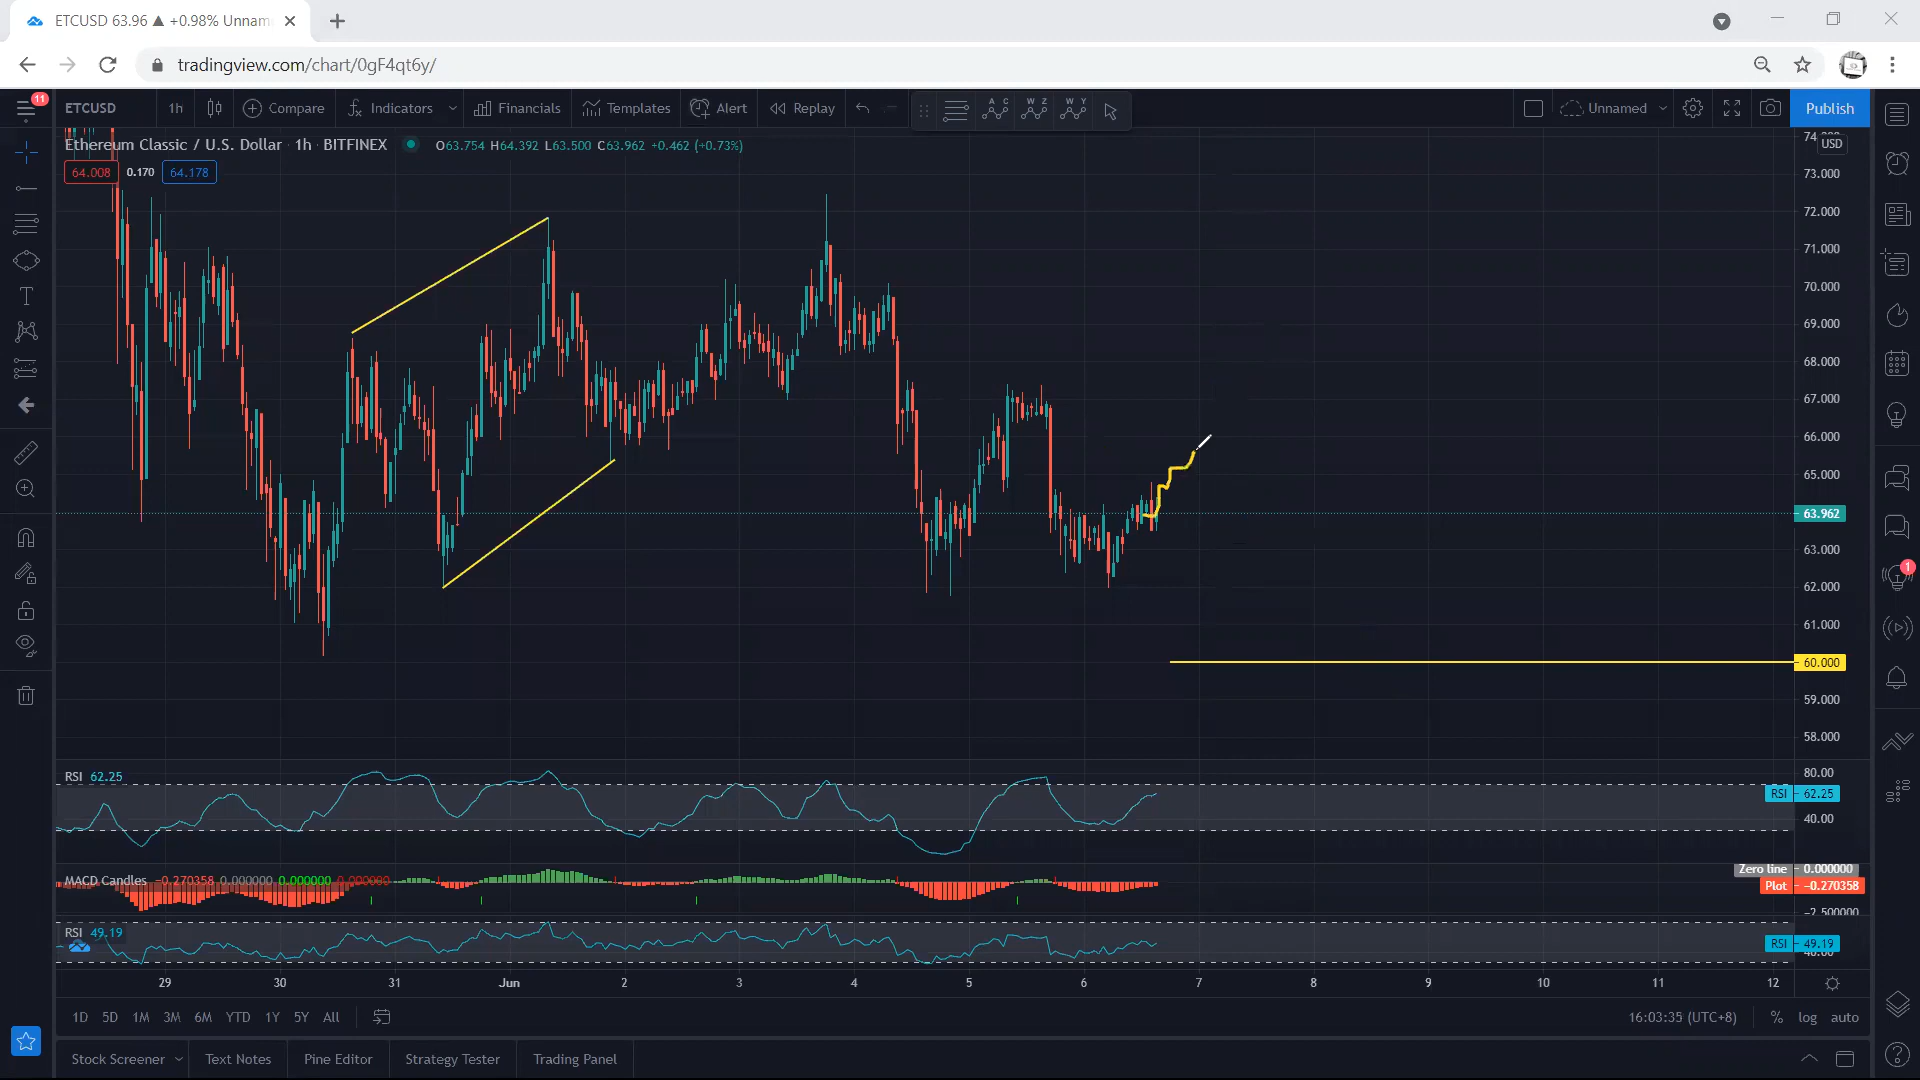 ETCUSD 63.96 ▲ +0.98% Unnam
tradingview.com/chart/0gF4qt6y/
11
ETCUSD 1h Compare Indicators Financials Templates Alert Replay A C W Z W Y Unnamed Publish
Ethereum Classic / U.S. Dollar · 1h · BITFINEX O63.754 H64.392 L63.500 C63.962 +0.462 (+0.73%)
64.008 0.170 64.178
USD
73.000
72.000
71.000
70.000
69.000
68.000
67.000
66.000
65.000
63.962
63.000
62.000
61.000
60.000
59.000
58.000
1
RSI 62.25
80.00
RSI 62.25
40.00
MACD Candles −0.270358 0.000000 0.000000 0.000000
Zero line 0.000000
Plot −0.270358
−2.500000
RSI 49.19
RSI 49.19
40.00
29 30 31 Jun 2 3 4 5 6 7 8 9 10 11 12
1D 5D 1M 3M 6M YTD 1Y 5Y All 16:03:35 (UTC+8) % log auto
Stock Screener Text Notes Pine Editor Strategy Tester Trading Panel